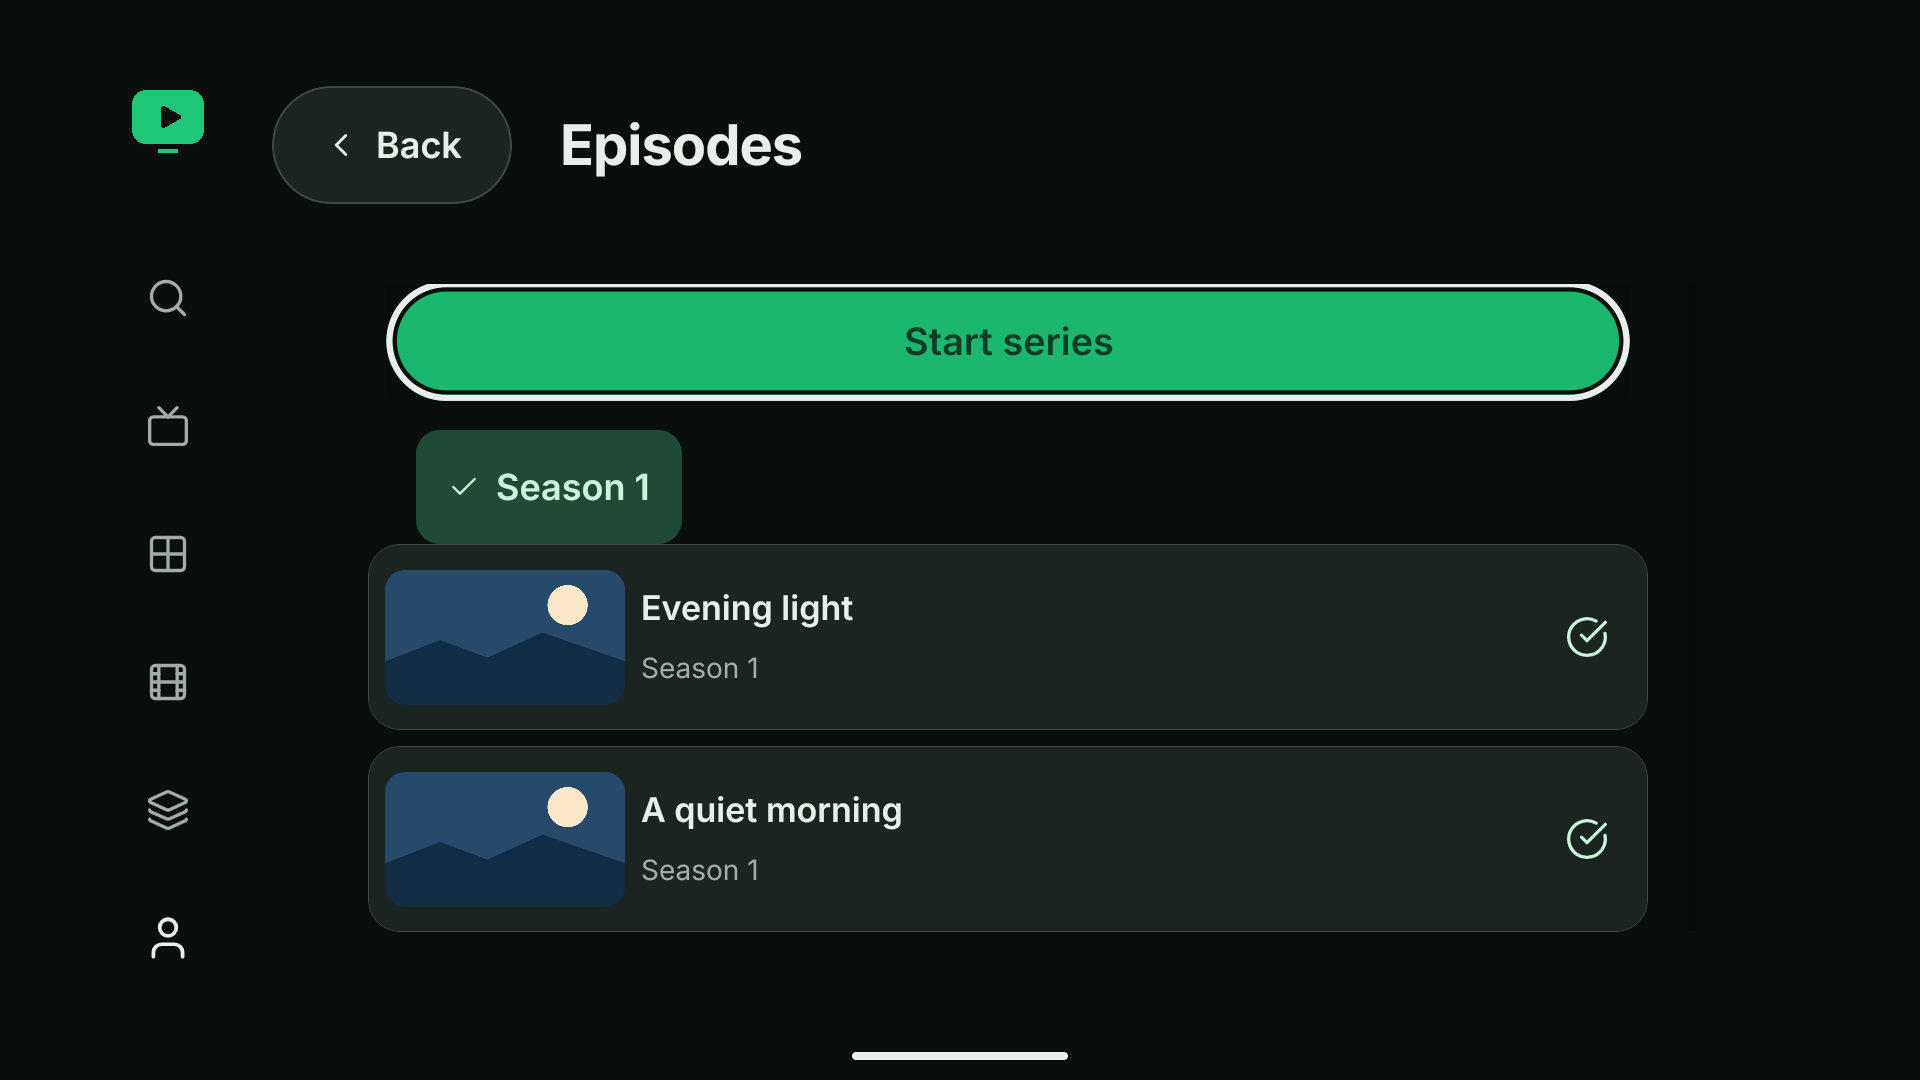 Back
Episodes
Start series
Season 1
Evening light
Season 1
A quiet morning
Season 1